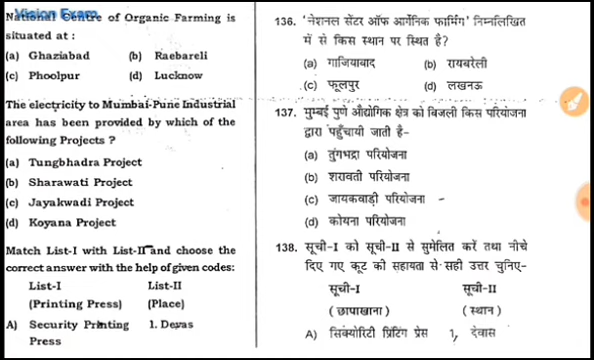 Vision Exam
National Centre of Organic Farming is
situated at :
(a) Ghaziabad (b) Raebareli
(c) Phoolpur (d) Lucknow
The electricity to Mumbai-Pune Industrial
area has been provided by which of the
following Projects ?
(a) Tungbhadra Project
(b) Sharawati Project
(c) Jayakwadi Project
(d) Koyana Project
Match List-I with List-II and choose the
correct answer with the help of given codes:
List-I List-II
(Printing Press) (Place)
A) Security Printing 1. Dewas
Press
136. 'नेशनल सेंटर ऑफ आर्गेनिक फार्मिंग' निम्नलिखित
में से किस स्थान पर स्थित है?
(a) गाजियाबाद (b) रायबरेली
(c) फूलपुर (d) लखनऊ
137. मुम्बई पुणे औद्योगिक क्षेत्र को बिजली किस परियोजना
द्वारा पहुँचायी जाती है-
(a) तुंगभद्रा परियोजना
(b) शरावती परियोजना
(c) जायकवाड़ी परियोजना -
(d) कोयना परियोजना
138. सूची-I को सूची-II से सुमेलित करें तथा नीचे
दिए गए कूट की सहायता से सही उत्तर चुनिए-
सूची-I सूची-II
(छापाखाना) (स्थान)
A) सिक्योरिटी प्रिंटिंग प्रेस 1, देवास